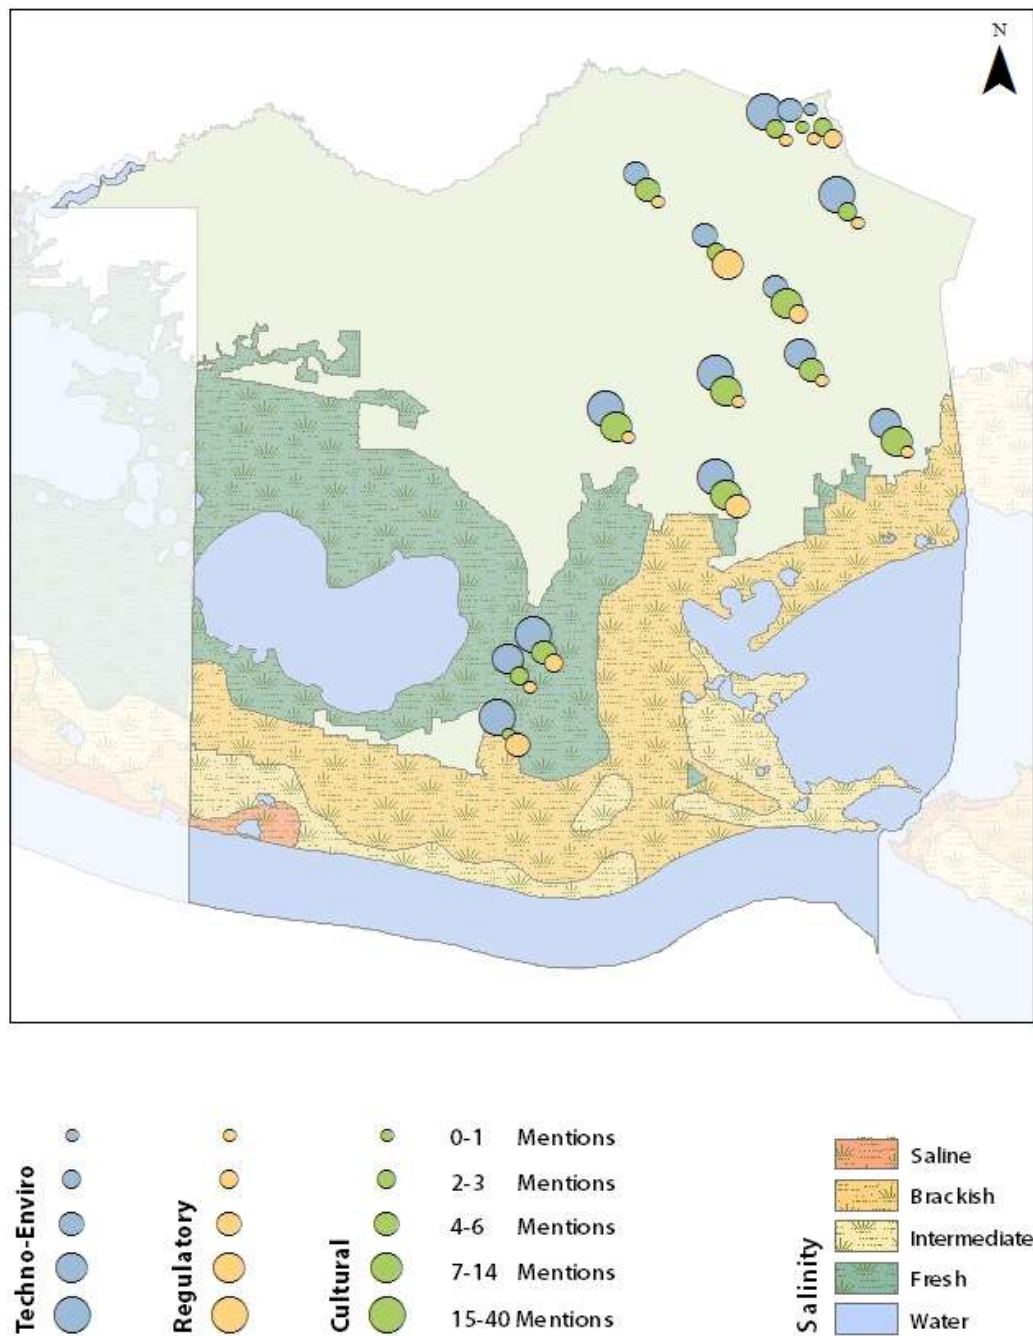 N
Techno-Enviro
Regulatory
Cultural
0-1 Mentions
2-3 Mentions
4-6 Mentions
7-14 Mentions
15-40 Mentions
Salinity
Saline
Brackish
Intermediate
Fresh
Water